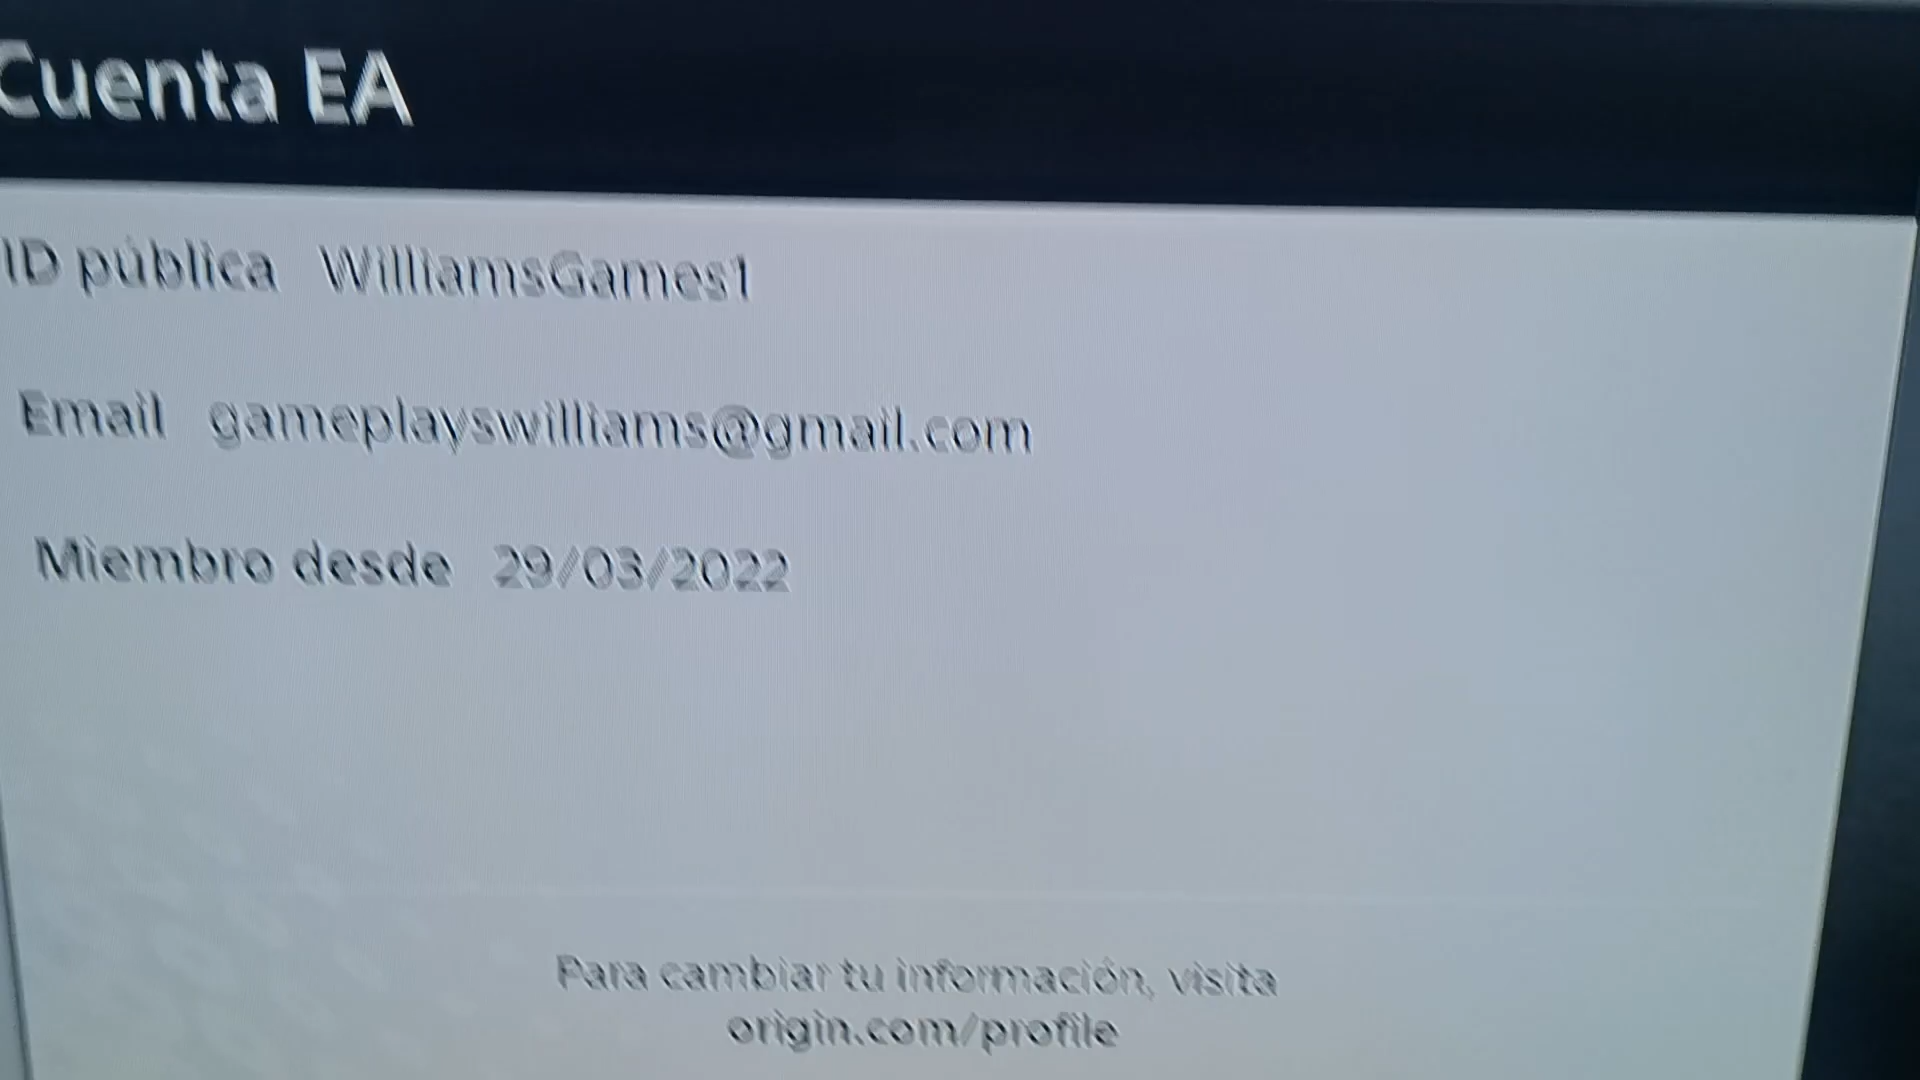 Cuenta EA
ID pública WilliamsGames1
Email gameplayswilliams@gmail.com
Miembro desde 29/03/2022
Para cambiar tu información, visita
origin.com/profile